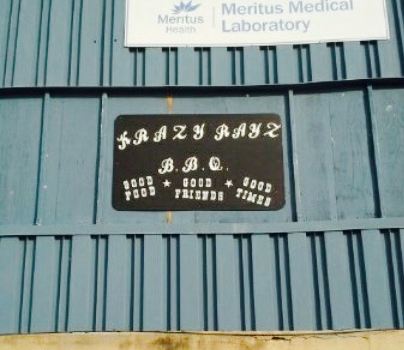 Meritus Health
Meritus Medical Laboratory
KRAZY RAYZ
B.B.Q.
GOOD FOOD ★ GOOD FRIENDS ★ GOOD TIMES